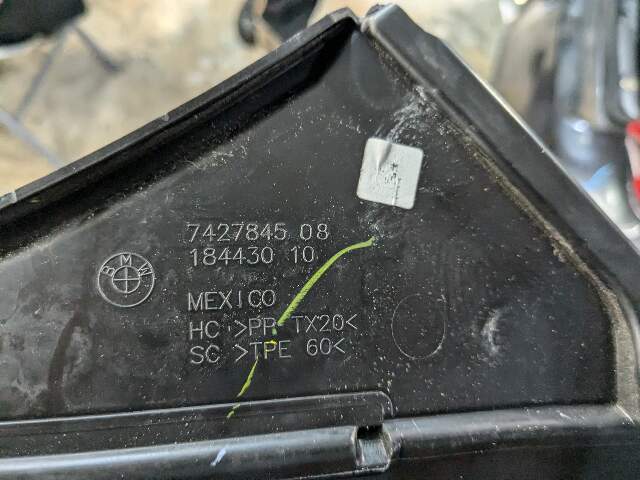 7427845 08
184430 10
BMW
MEXICO
HC >PP TX20<
SC >TPE 60<